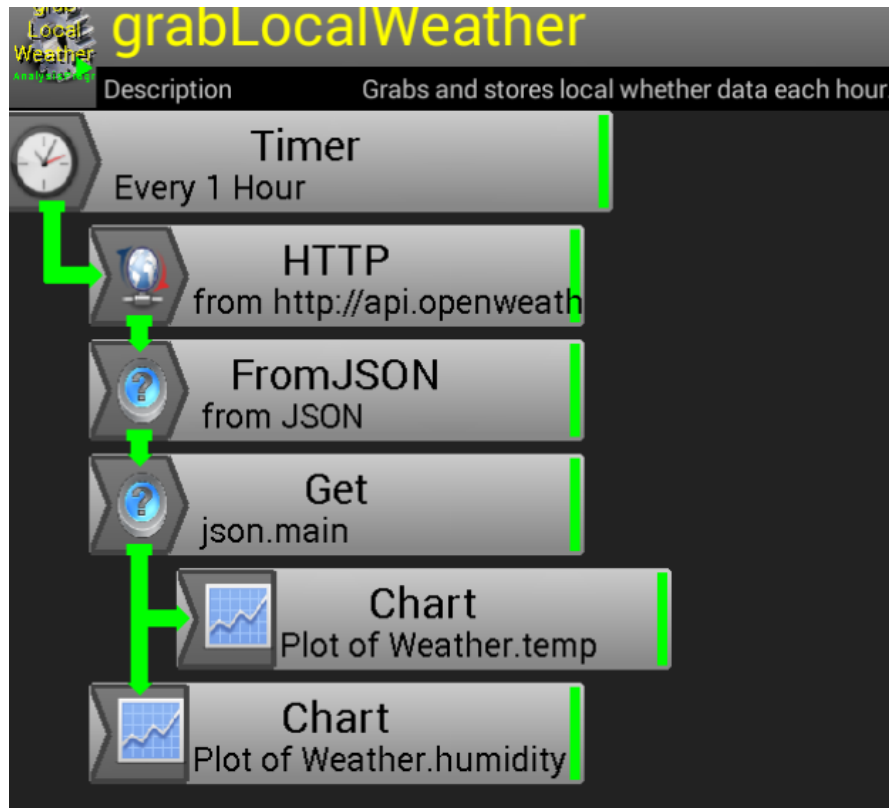 grab
Local
Weather
grabLocalWeather
Description Grabs and stores local whether data each hour.
Timer
Every 1 Hour
HTTP
from http://api.openweath
FromJSON
from JSON
Get
json.main
Chart
Plot of Weather.temp
Chart
Plot of Weather.humidity